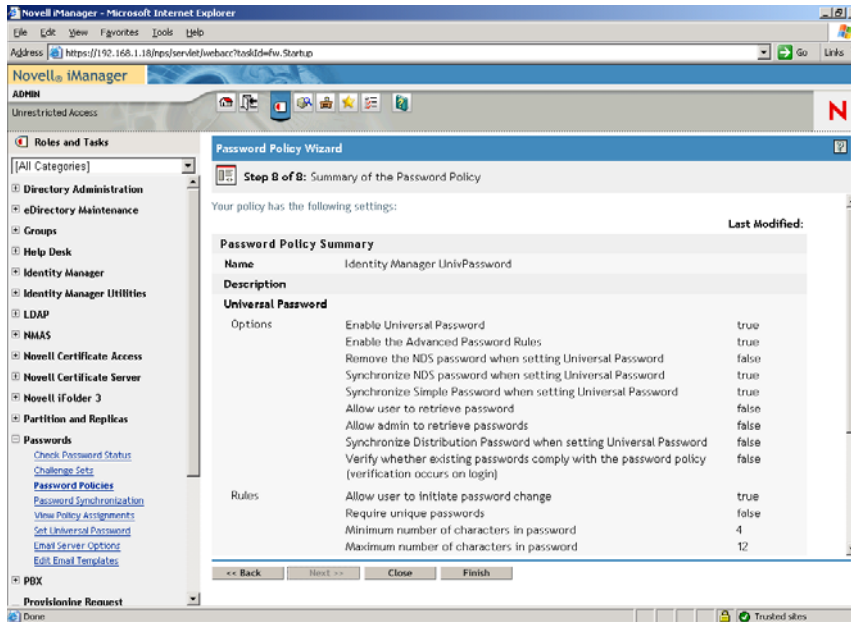 Novell iManager - Microsoft Internet Explorer
File Edit View Favorites Tools Help
Address https://192.168.1.18/nps/servlet/webacc?taskId=fw.Startup Go Links
Novell® iManager
ADMIN
Unrestricted Access
N
Roles and Tasks
[All Categories]
Directory Administration
eDirectory Maintenance
Groups
Help Desk
Identity Manager
Identity Manager Utilities
LDAP
NMAS
Novell Certificate Access
Novell Certificate Server
Novell iFolder 3
Partition and Replicas
Passwords
Check Password Status
Challenge Sets
Password Policies
Password Synchronization
View Policy Assignments
Set Universal Password
Email Server Options
Edit Email Templates
PBX
Provisioning Request
Password Policy Wizard
?
Step 8 of 8: Summary of the Password Policy
Your policy has the following settings:
Last Modified:
Password Policy Summary
Name Identity Manager UnivPassword
Description
Universal Password
Options Enable Universal Password true
Enable the Advanced Password Rules true
Remove the NDS password when setting Universal Password false
Synchronize NDS password when setting Universal Password true
Synchronize Simple Password when setting Universal Password true
Allow user to retrieve password false
Allow admin to retrieve passwords false
Synchronize Distribution Password when setting Universal Password false
Verify whether existing passwords comply with the password policy false
(verification occurs on login)
Rules Allow user to initiate password change true
Require unique passwords false
Minimum number of characters in password 4
Maximum number of characters in password 12
<< Back Next >> Close Finish
Done Trusted sites